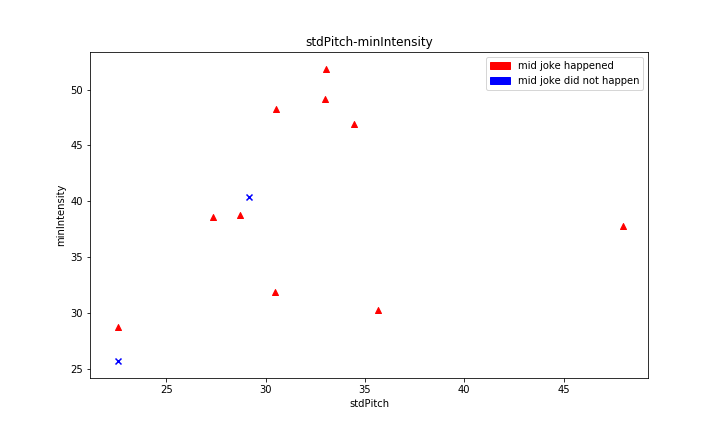 stdPitch-minIntensity
mid joke happened
mid joke did not happen
50
45
40
35
30
25
minIntensity
25
30
35
40
45
stdPitch